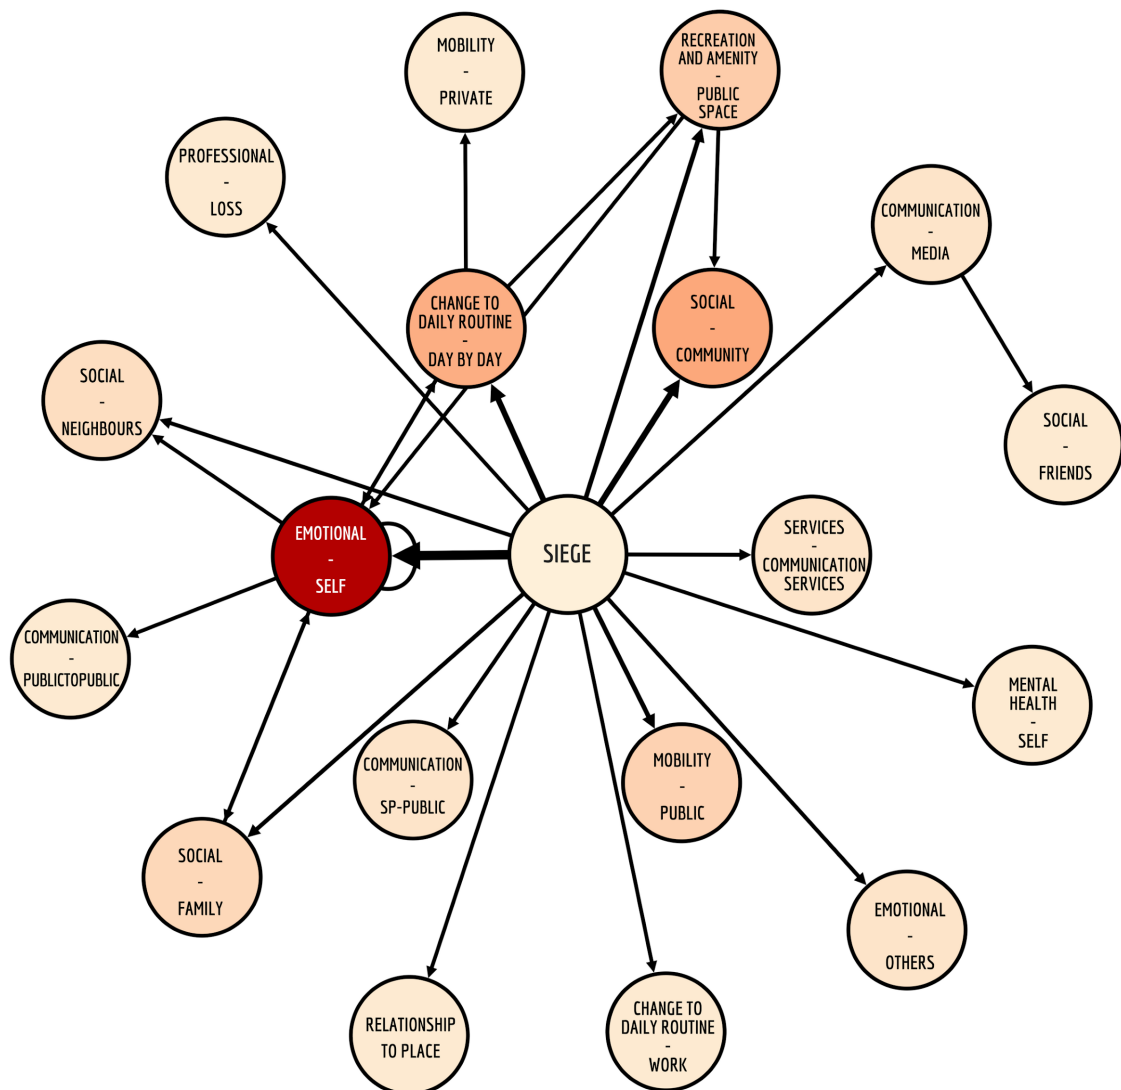 MOBILITY
-
PRIVATE
RECREATION
AND AMENITY
-
PUBLIC
SPACE
PROFESSIONAL
-
LOSS
COMMUNICATION
-
MEDIA
CHANGE TO
DAILY ROUTINE
-
DAY BY DAY
SOCIAL
-
COMMUNITY
SOCIAL
-
NEIGHBOURS
SOCIAL
-
FRIENDS
EMOTIONAL
-
SELF
SIEGE
SERVICES
-
COMMUNICATION
SERVICES
COMMUNICATION
-
PUBLICTOPUBLIC
MENTAL
HEALTH
-
SELF
COMMUNICATION
-
SP-PUBLIC
MOBILITY
-
PUBLIC
SOCIAL
-
FAMILY
EMOTIONAL
-
OTHERS
RELATIONSHIP
TO PLACE
CHANGE TO
DAILY ROUTINE
-
WORK